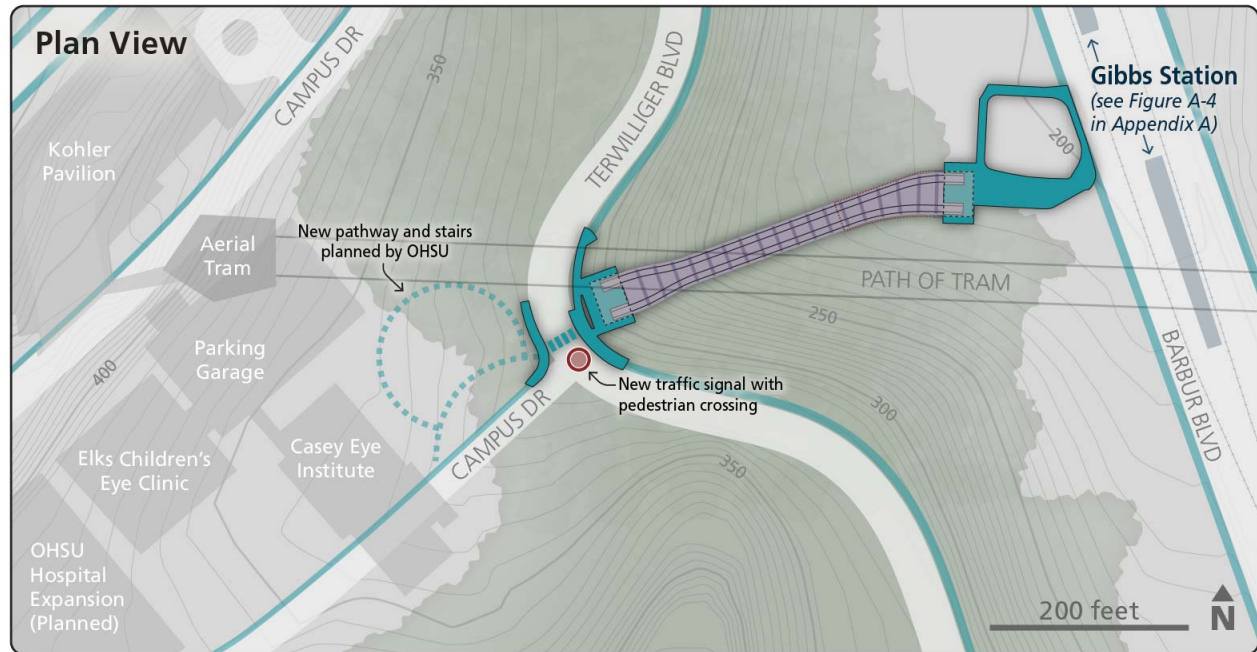 Plan View
CAMPUS DR
350
TERWILLIGER BLVD
Gibbs Station
(see Figure A-4
in Appendix A)
200
Kohler
Pavilion
New pathway and stairs
planned by OHSU
Aerial
Tram
PATH OF TRAM
250
Parking
Garage
400
New traffic signal with
pedestrian crossing
BARBUR BLVD
300
CAMPUS DR
Casey Eye
Institute
Elks Children's
Eye Clinic
350
OHSU
Hospital
Expansion
(Planned)
200 feet
N